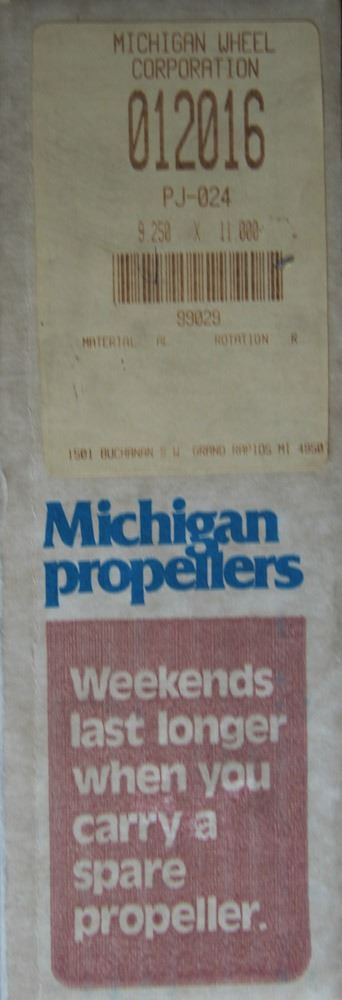 MICHIGAN WHEEL
CORPORATION
012016
PJ-024
9.250 X 11.000
99029
MATERIAL AL ROTATION R
1501 BUCHANAN S W GRAND RAPIDS MI 4950
Michigan
propellers
Weekends
last longer
when you
carry a
spare
propeller.